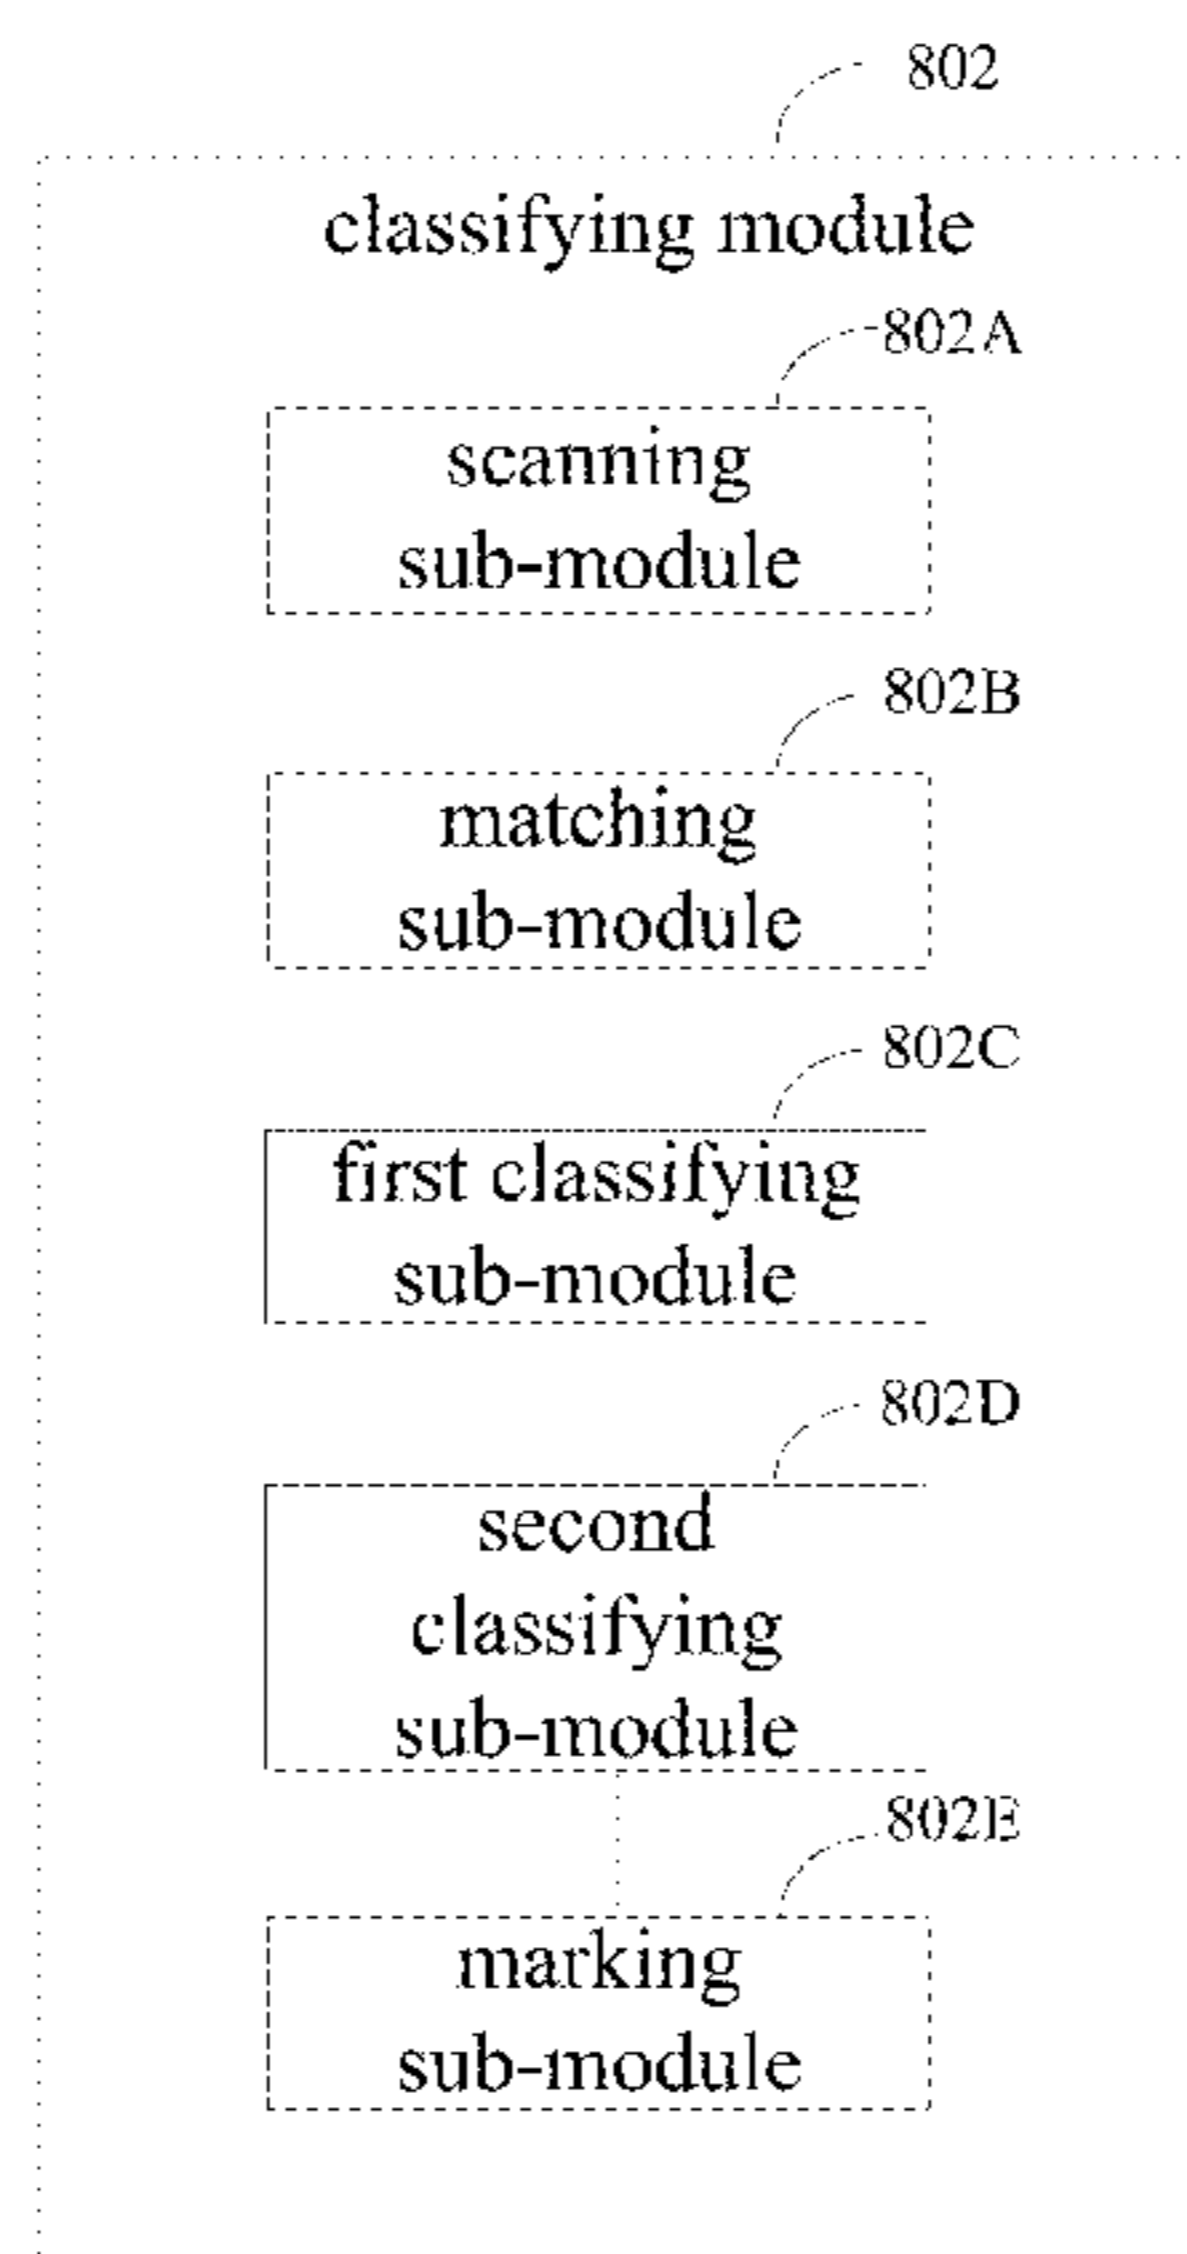 802
classifying module
802A
scanning
sub-module
802B
matching
sub-module
802C
first classifying
sub-module
802D
second
classifying
sub-module
802E
marking
sub-module